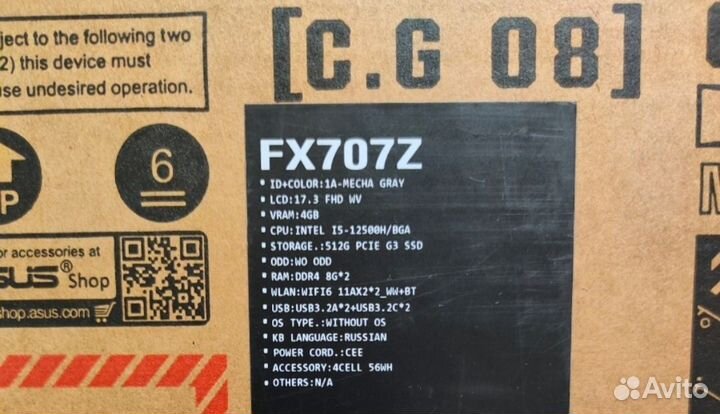 ject to the following two
2) this device must
use undesired operation.
[C.G 08]
6
P
or accessories at
SUS® Shop
shop.asus.com
FX707Z
• ID+COLOR:1A-MECHA GRAY
• LCD:17.3 FHD WV
• VRAM:4GB
• CPU:INTEL I5-12500H/BGA
• STORAGE.:512G PCIE G3 SSD
• ODD:WO ODD
• RAM:DDR4 8G*2
• WLAN:WIFI6 11AX2*2_WW+BT
• USB:USB3.2A*2+USB3.2C*2
• OS TYPE.:WITHOUT OS
• KB LANGUAGE:RUSSIAN
• POWER CORD.:CEE
• ACCESSORY:4CELL 56WH
• OTHERS:N/A
Avito